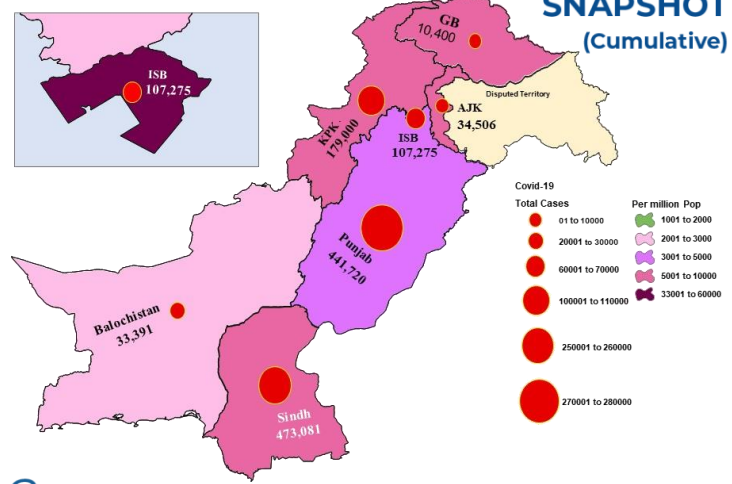 SNAPSHOT
(Cumulative)
ISB
107,275
GB
10,400
Disputed Territory
AJK
34,506
KPK.
179,000
ISB
107,275
Punjab
441,720
Balochistan
33,391
Sindh
473,081
Covid-19
Total Cases
01 to 10000
20001 to 30000
60001 to 70000
100001 to 110000
250001 to 260000
270001 to 280000
Per million Pop
1001 to 2000
2001 to 3000
3001 to 5000
5001 to 10000
33001 to 60000